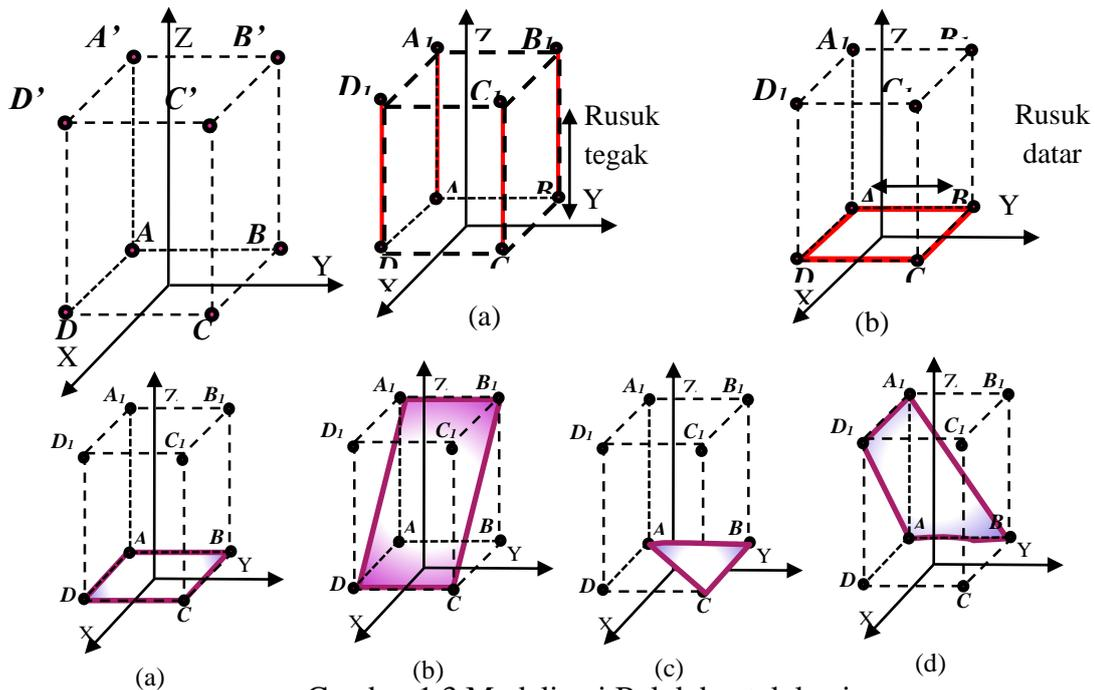 A’ Z B’
D’ C’
A B
Y
D C
X
A₁ B₁
D₁ C₁
Rusuk
tegak
A B
Y
D C
X
(a)
A₁ Z
D₁
Rusuk
datar
A B
Y
D C
X
(b)
A₁ Z B₁
D₁ C₁
A B
Y
D
C
X
(a)
A₁ Z B₁
D₁ C₁
A B
Y
D
C
X
(b)
A₁ Z B₁
D₁ C₁
A B
Y
D
C
X
(c)
A₁ Z B₁
D₁ C₁
A B
Y
D
C
X
(d)